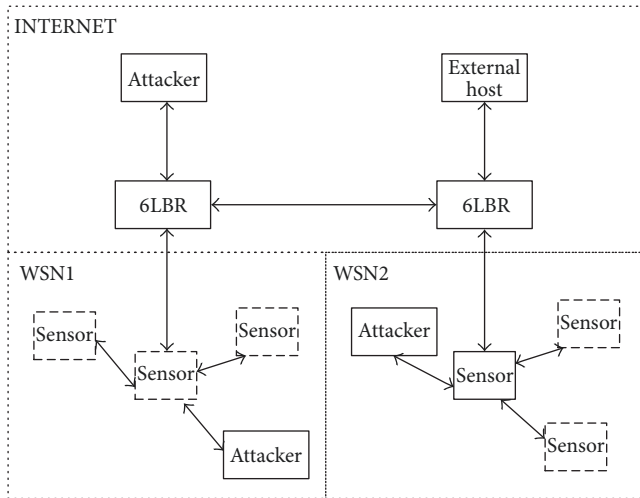 INTERNET
Attacker
External
host
6LBR
6LBR
WSN1
WSN2
Sensor
Sensor
Sensor
Attacker
Attacker
Sensor
Sensor
Sensor